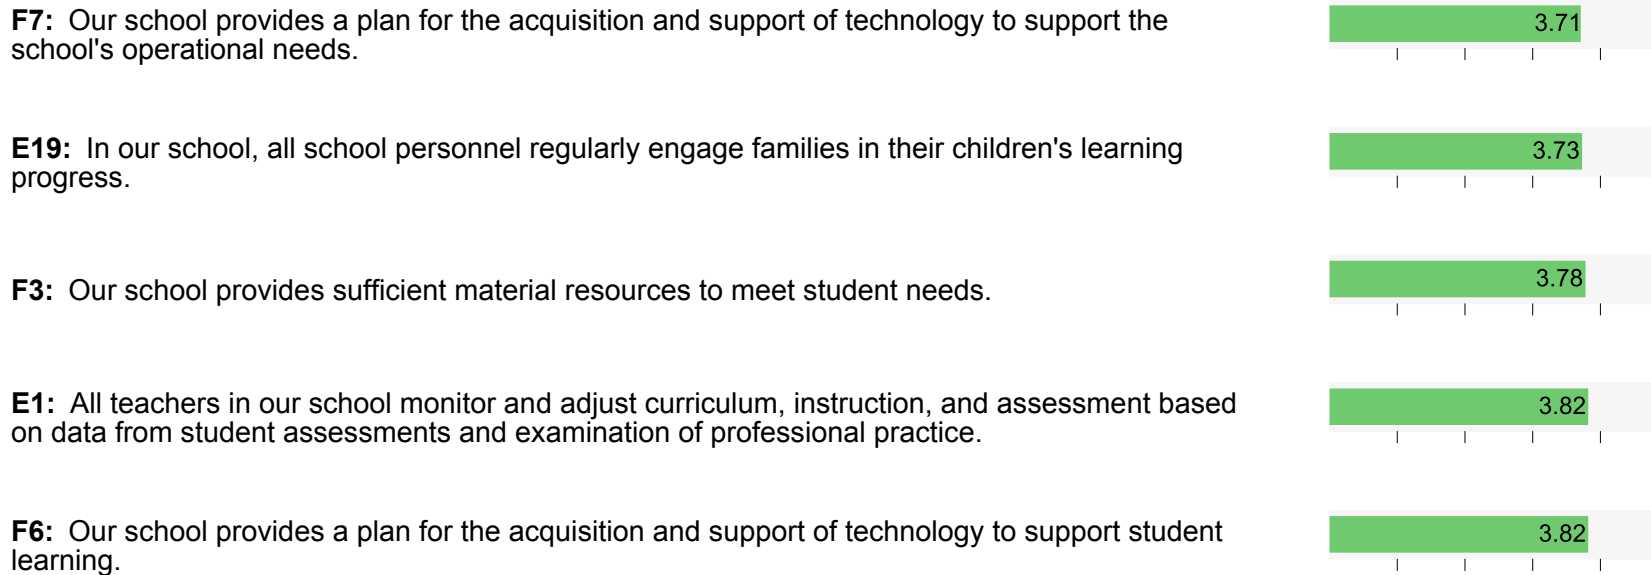 F7: Our school provides a plan for the acquisition and support of technology to support the
school's operational needs.
3.71
E19: In our school, all school personnel regularly engage families in their children's learning
progress.
3.73
F3: Our school provides sufficient material resources to meet student needs.
3.78
E1: All teachers in our school monitor and adjust curriculum, instruction, and assessment based
on data from student assessments and examination of professional practice.
3.82
F6: Our school provides a plan for the acquisition and support of technology to support student
learning.
3.82